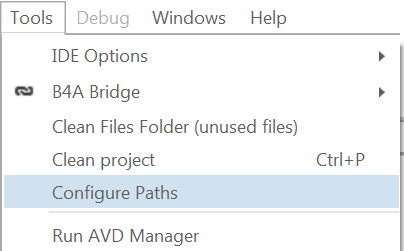 Tools Debug Windows Help
IDE Options
B4A Bridge
Clean Files Folder (unused files)
Clean project Ctrl+P
Configure Paths
Run AVD Manager